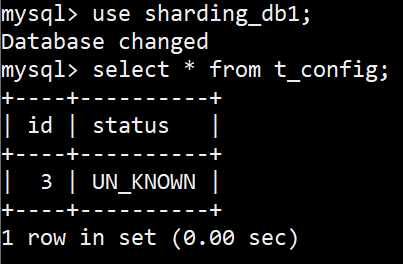 mysql> use sharding_db1;
Database changed
mysql> select * from t_config;
+----+----------+
| id | status   |
+----+----------+
|  3 | UN_KNOWN |
+----+----------+
1 row in set (0.00 sec)